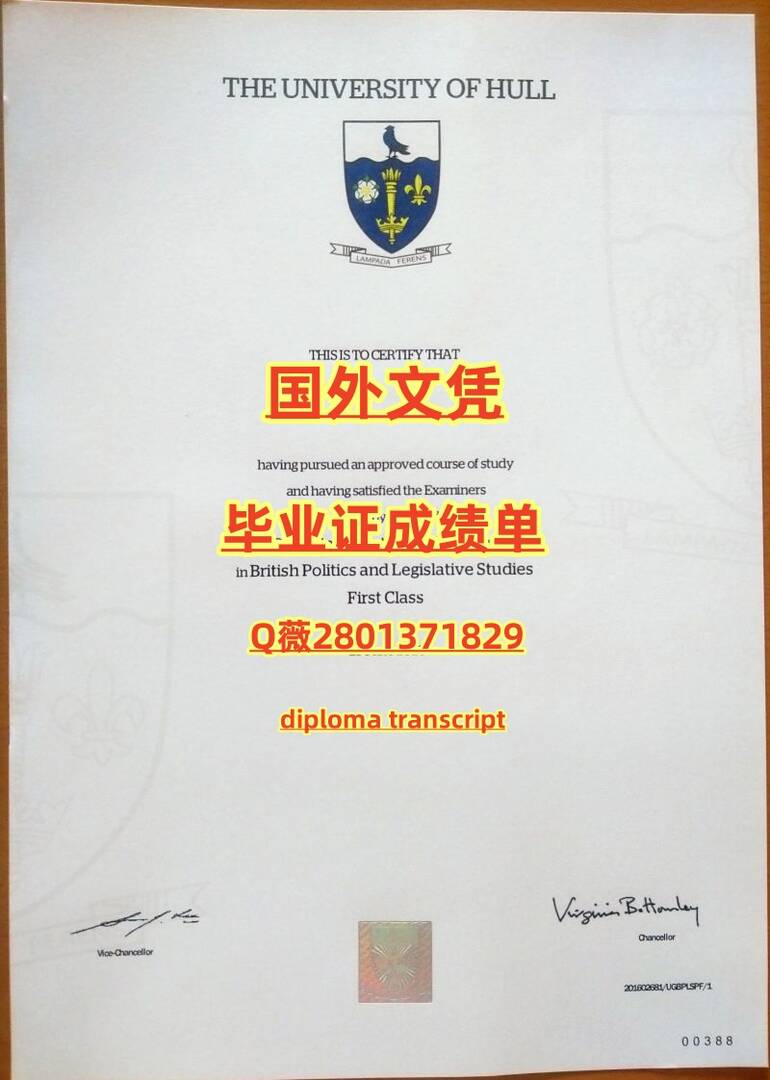 THE UNIVERSITY OF HULL
LAMPADA FERENS
THIS IS TO CERTIFY THAT
国外文凭
having pursued an approved course of study
and having satisfied the Examiners
毕业证成绩单
in British Politics and Legislative Studies
First Class
Q薇2801371829
diploma transcript
Virginia Bottomley
Vice-Chancellor
Chancellor
201602681/UGBPLSPF/1
00388